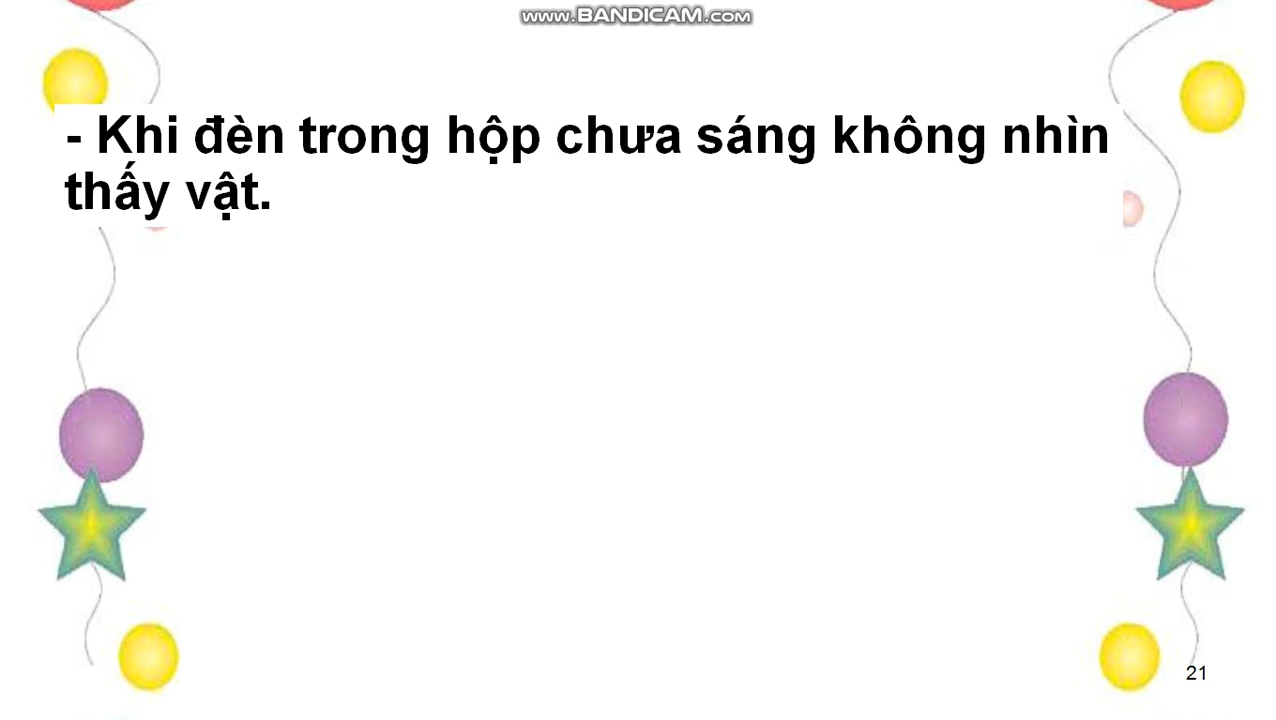 www.BANDICAM.com
- Khi đèn trong hộp chưa sáng không nhìn
thấy vật.
21